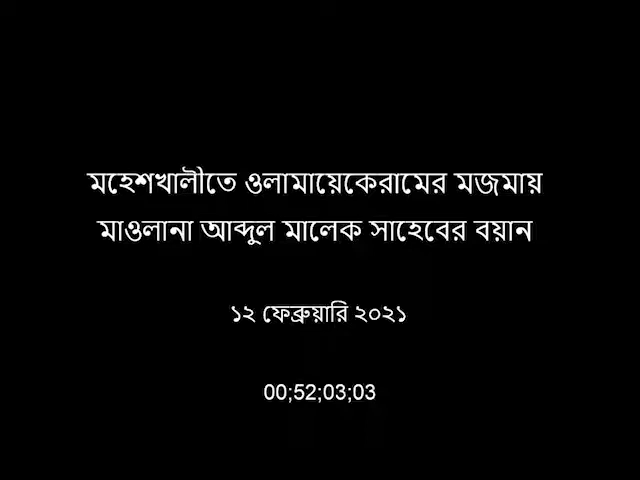 মহেশখালীতে ওলামায়েকেরামের মজমায়
মাওলানা আব্দুল মালেক সাহেবের বয়ান
১২ ফেব্রুয়ারি ২০২১
00;52;03;03